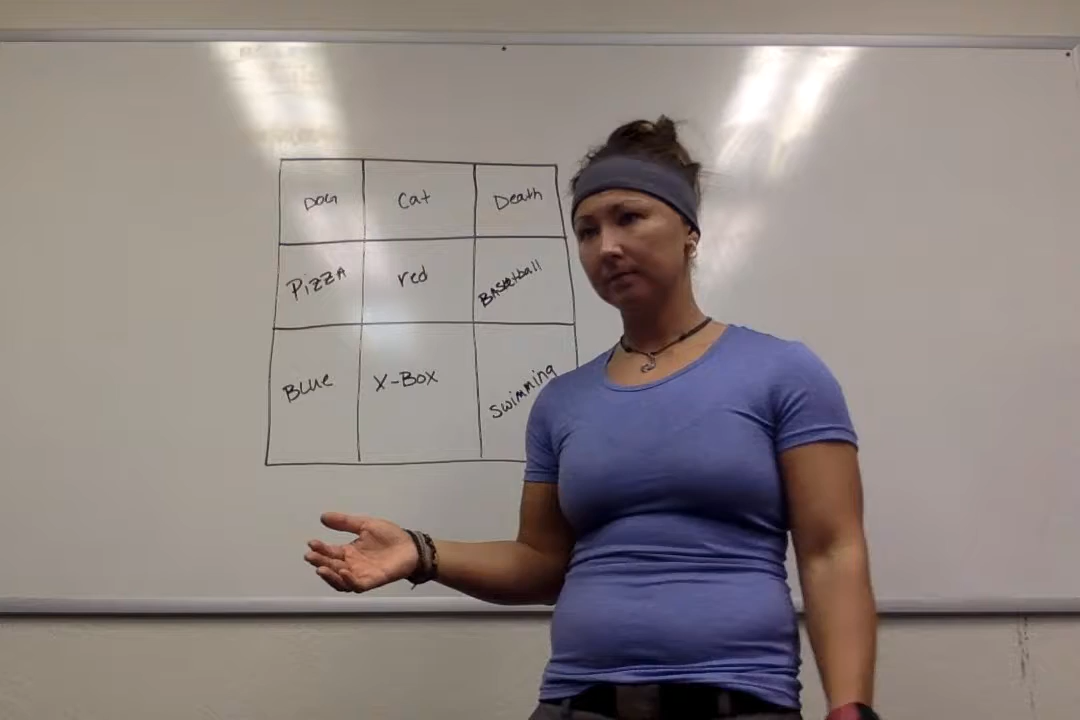 DOG
Cat
Death
PIZZA
red
BASketball
BLUe
X-BOX
swimming